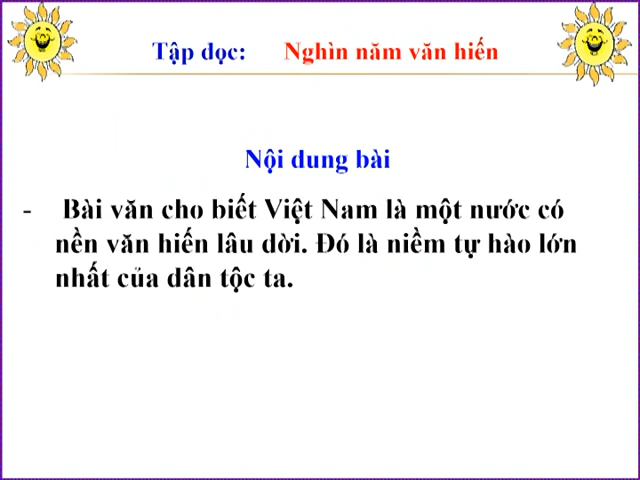 Tập dọc: Nghìn năm văn hiến
Nội dung bài
- Bài văn cho biết Việt Nam là một nước có
nền văn hiến lâu dời. Đó là niềm tự hào lớn
nhất của dân tộc ta.